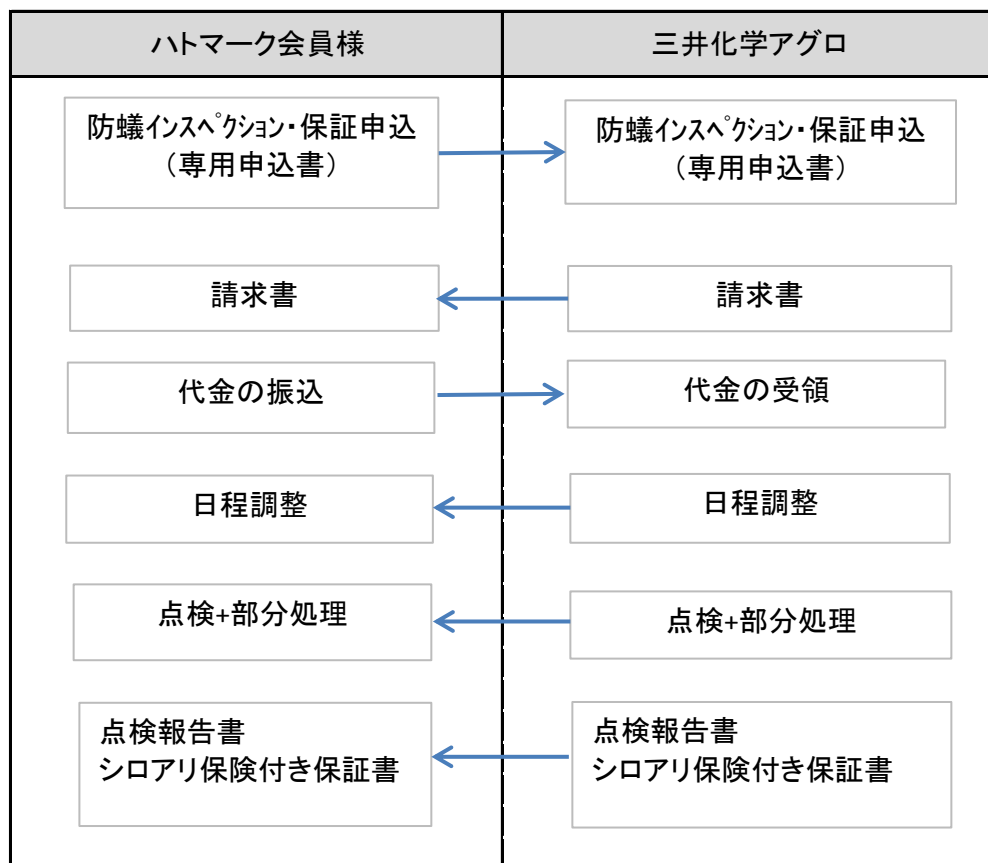 ハトマーク会員様
三井化学アグロ
防蟻インスペクション・保証申込
(専用申込書)
防蟻インスペクション・保証申込
(専用申込書)
請求書
請求書
代金の振込
代金の受領
日程調整
日程調整
点検+部分処理
点検+部分処理
点検報告書
シロアリ保険付き保証書
点検報告書
シロアリ保険付き保証書